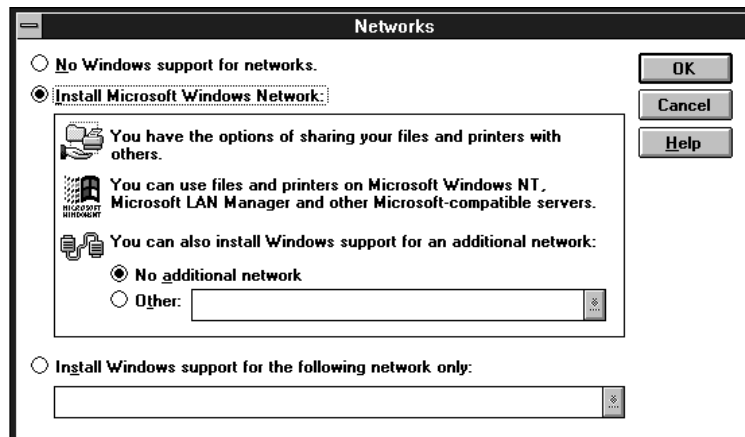 Networks
No Windows support for networks.
Install Microsoft Windows Network:
OK
Cancel
Help
You have the options of sharing your files and printers with
others.
You can use files and printers on Microsoft Windows NT,
Microsoft LAN Manager and other Microsoft-compatible servers.
MICROSOFT
WINDOWS NT
You can also install Windows support for an additional network:
No additional network
Other:
Install Windows support for the following network only: